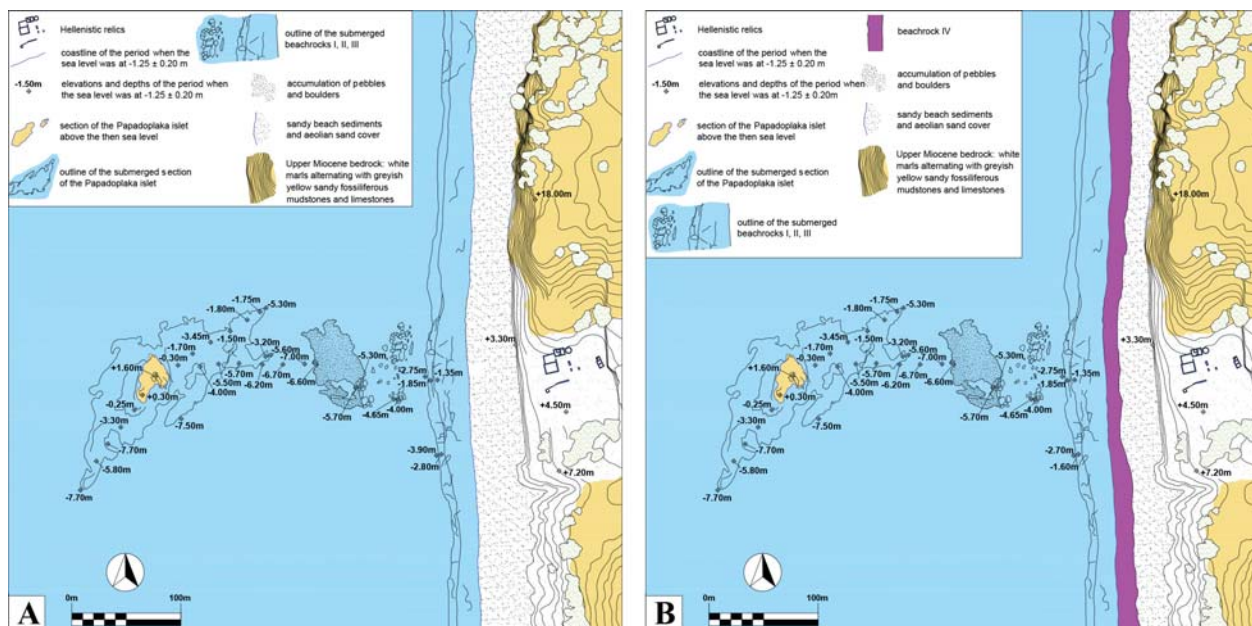 Hellenistic relics
coastline of the period when the
sea level was at -1.25 ± 0.20 m
-1.50m
elevations and depths of the period when
the sea level was at -1.25 ± 0.20 m
section of the Papadoplaka islet
above the then sea level
outline of the submerged section
of the Papadoplaka islet
outline of the submerged
beachrocks I, II, III
accumulation of pebbles
and boulders
sandy beach sediments
and aeolian sand cover
Upper Miocene bedrock: white
marls alternating with greyish
yellow sandy fossiliferous
mudstones and limestones
+18.00m
-1.75m
-5.30m
-1.80m
-1.50m
-3.45m
-3.20m
-1.70m
-5.60m
-0.30m
-7.00m
-5.30m
+3.30m
+1.60m
-5.70m
-6.70m
-2.75m
-1.35m
-5.50m
-6.20m
-6.60m
-1.85m
+0.30m
-4.00m
-0.25m
-4.00m
+4.50m
-5.70m
-4.65m
-3.30m
-7.50m
-7.70m
-3.90m
-5.80m
-2.80m
+7.20m
-7.70m
0m
100m
A
Hellenistic relics
coastline of the period when the
sea level was at -1.25 ± 0.20 m
-1.50m
elevations and depths of the period when
the sea level was at -1.25 ± 0.20m
section of the Papadoplaka islet
above the then sea level
outline of the submerged section
of the Papadoplaka islet
outline of the submerged
beachrocks I, II, III
beachrock IV
accumulation of pebbles
and boulders
sandy beach sediments
and aeolian sand cover
Upper Miocene bedrock: white
marls alternating with greyish
yellow sandy fossiliferous
mudstones and limestones
+18.00m
-1.75m
-5.30m
-1.80m
-1.50m
-3.45m
-3.20m
-1.70m
-5.60m
-0.30m
-7.00m
-5.30m
+3.30m
+1.60m
-5.70m
-6.70m
-2.75m
-1.35m
-5.50m
-6.20m
-6.60m
-1.85m
+0.30m
-4.00m
-0.25m
-4.00m
+4.50m
-5.70m
-4.65m
-3.30m
-7.50m
-7.70m
-2.70m
-5.80m
-1.60m
+7.20m
-7.70m
0m
100m
B